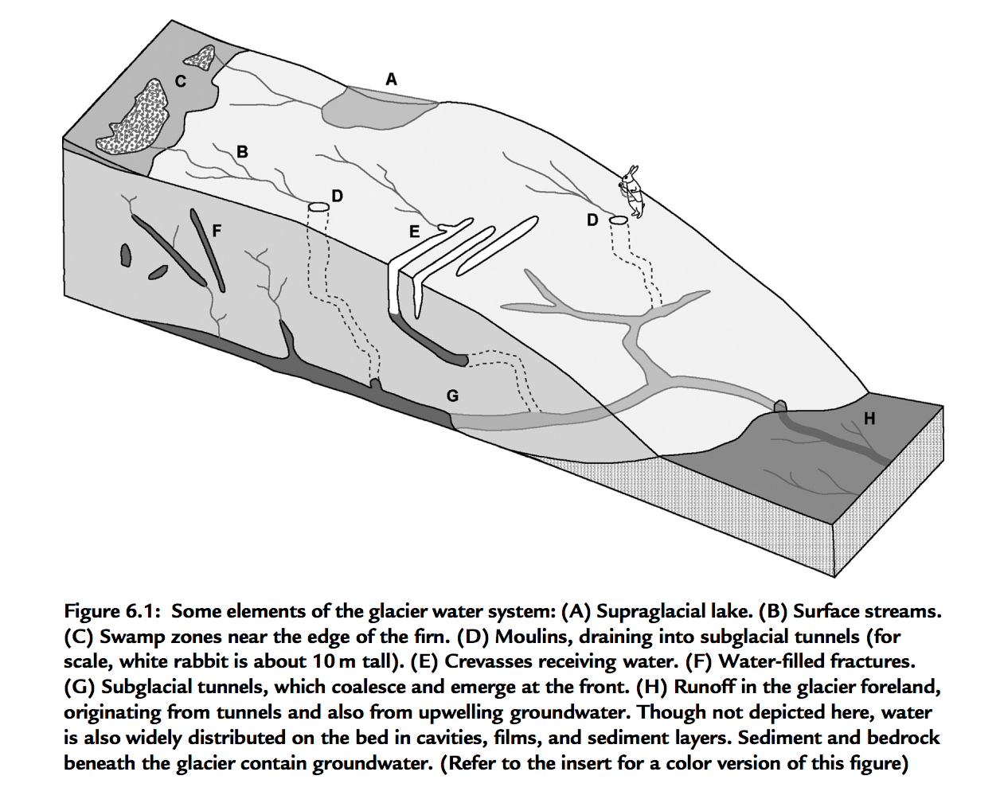 A
C
B
D
F
E
D
G
H
Figure 6.1: Some elements of the glacier water system: (A) Supraglacial lake. (B) Surface streams.
(C) Swamp zones near the edge of the firn. (D) Moulins, draining into subglacial tunnels (for
scale, white rabbit is about 10 m tall). (E) Crevasses receiving water. (F) Water-filled fractures.
(G) Subglacial tunnels, which coalesce and emerge at the front. (H) Runoff in the glacier foreland,
originating from tunnels and also from upwelling groundwater. Though not depicted here, water
is also widely distributed on the bed in cavities, films, and sediment layers. Sediment and bedrock
beneath the glacier contain groundwater. (Refer to the insert for a color version of this figure)